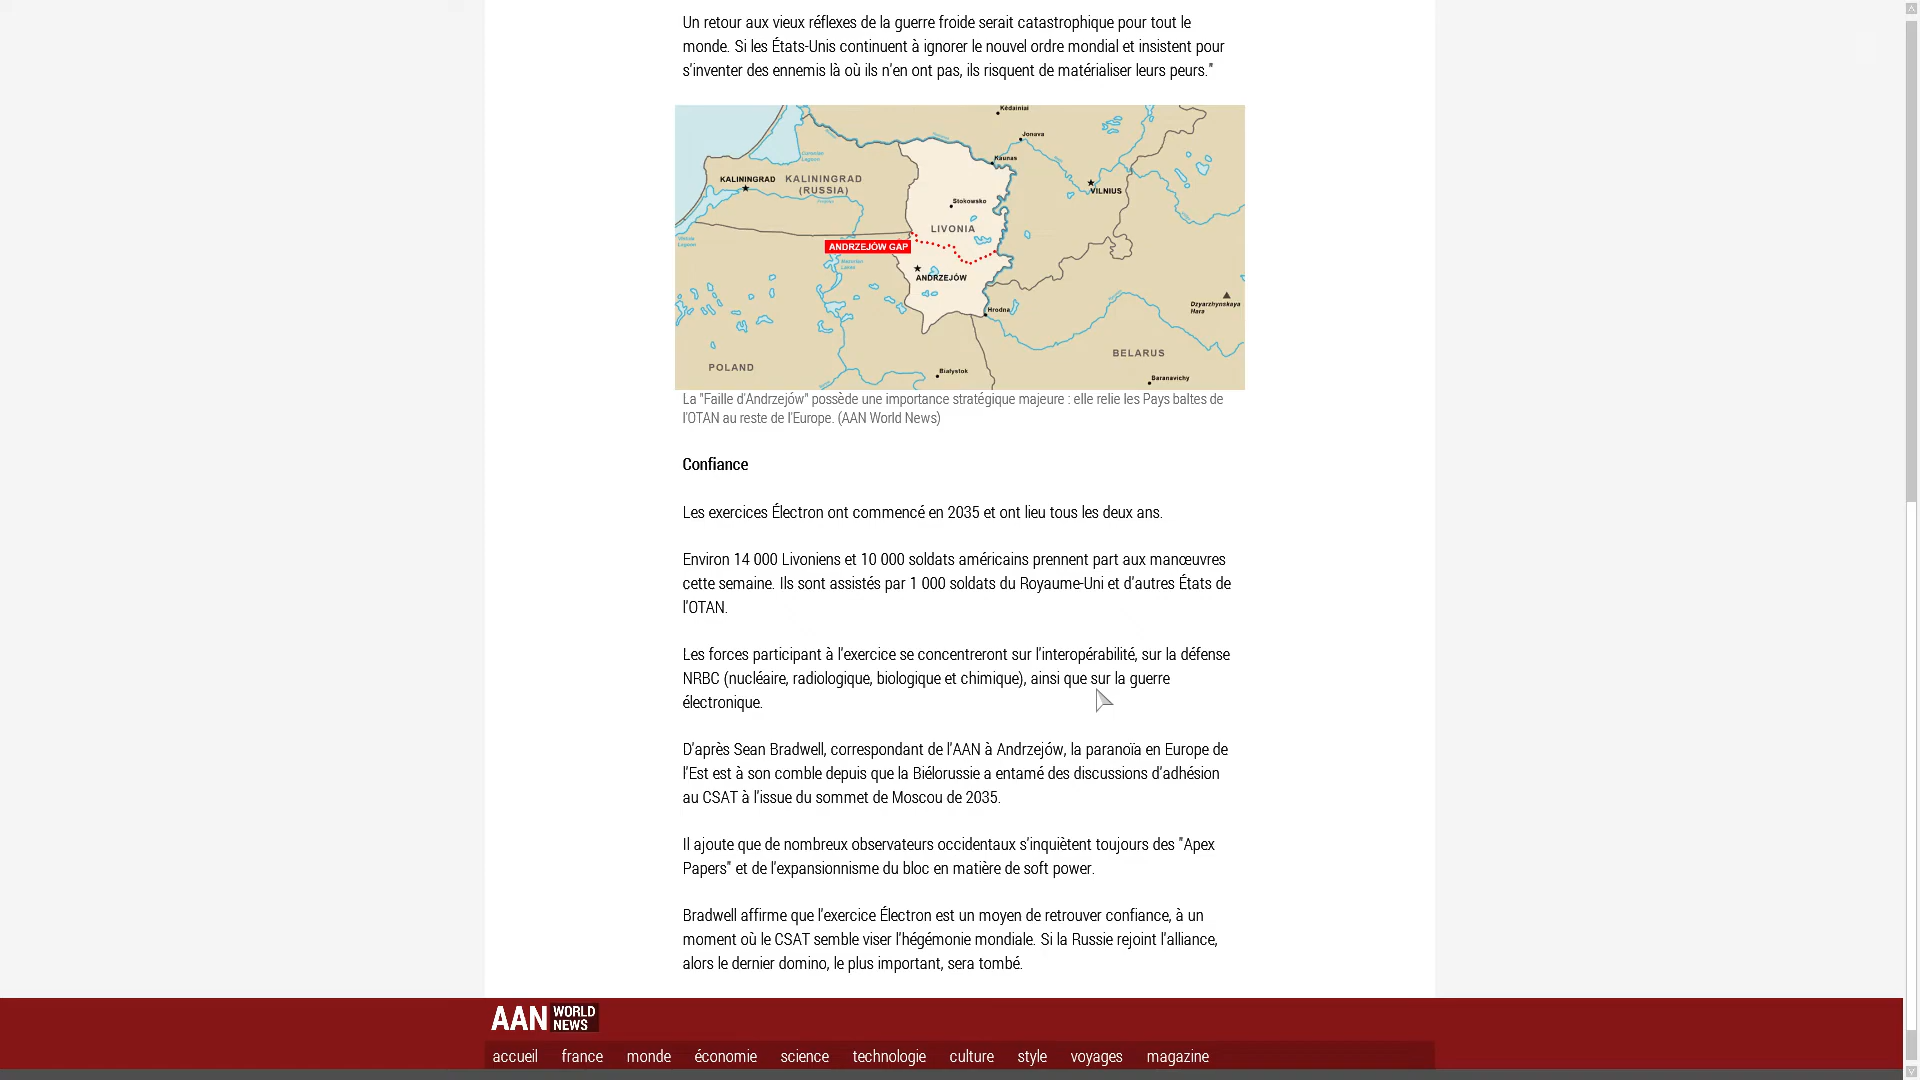 Un retour aux vieux réflexes de la guerre froide serait catastrophique pour tout le
monde. Si les États-Unis continuent à ignorer le nouvel ordre mondial et insistent pour
s'inventer des ennemis là où ils n'en ont pas, ils risquent de matérialiser leurs peurs."
Kėdainiai
Jonava
Kaunas
KALININGRAD
KALININGRAD
(RUSSIA)
VILNIUS
Stokowsko
LIVONIA
ANDRZEJÓW GAP
ANDRZEJÓW
Lagoon
Lagoon
Hrodna
Dzyarzhynskaya
Hara
BELARUS
POLAND
Bialystok
Baranavichy
La "Faille d'Andrzejów" possède une importance stratégique majeure : elle relie les Pays baltes de
l'OTAN au reste de l'Europe. (AAN World News)
Confiance
Les exercices Électron ont commencé en 2035 et ont lieu tous les deux ans.
Environ 14 000 Livoniens et 10 000 soldats américains prennent part aux manœuvres
cette semaine. Ils sont assistés par 1 000 soldats du Royaume-Uni et d'autres États de
l'OTAN.
Les forces participant à l'exercice se concentreront sur l'interopérabilité, sur la défense
NRBC (nucléaire, radiologique, biologique et chimique), ainsi que sur la guerre
électronique.
D'après Sean Bradwell, correspondant de l'AAN à Andrzejów, la paranoïa en Europe de
l'Est est à son comble depuis que la Biélorussie a entamé des discussions d'adhésion
au CSAT à l'issue du sommet de Moscou de 2035.
Il ajoute que de nombreux observateurs occidentaux s'inquiètent toujours des "Apex
Papers" et de l'expansionnisme du bloc en matière de soft power.
Bradwell affirme que l'exercice Électron est un moyen de retrouver confiance, à un
moment où le CSAT semble viser l'hégémonie mondiale. Si la Russie rejoint l'alliance,
alors le dernier domino, le plus important, sera tombé.
AAN WORLD
NEWS
accueil france monde économie science technologie culture style voyages magazine